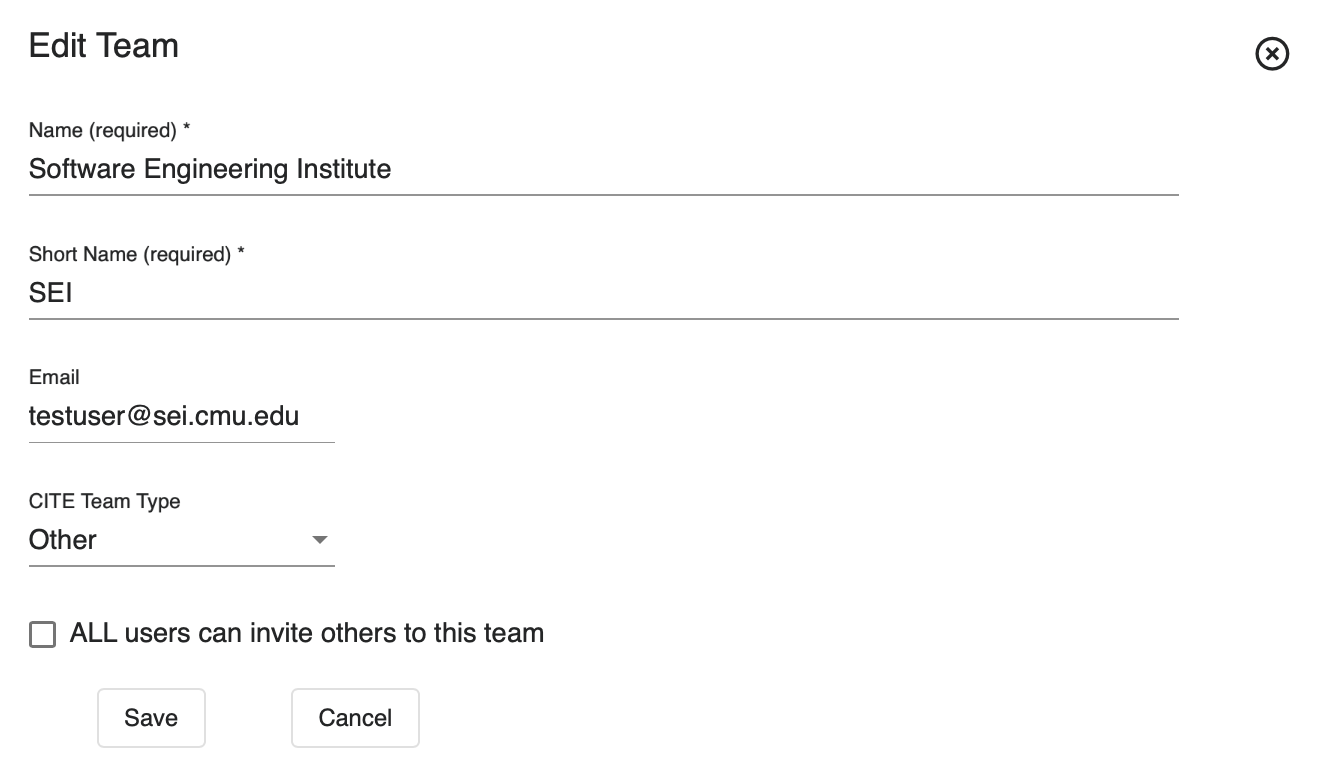 Edit Team
Name (required) *
Software Engineering Institute
Short Name (required) *
SEI
Email
testuser@sei.cmu.edu
CITE Team Type
Other
ALL users can invite others to this team
Save Cancel